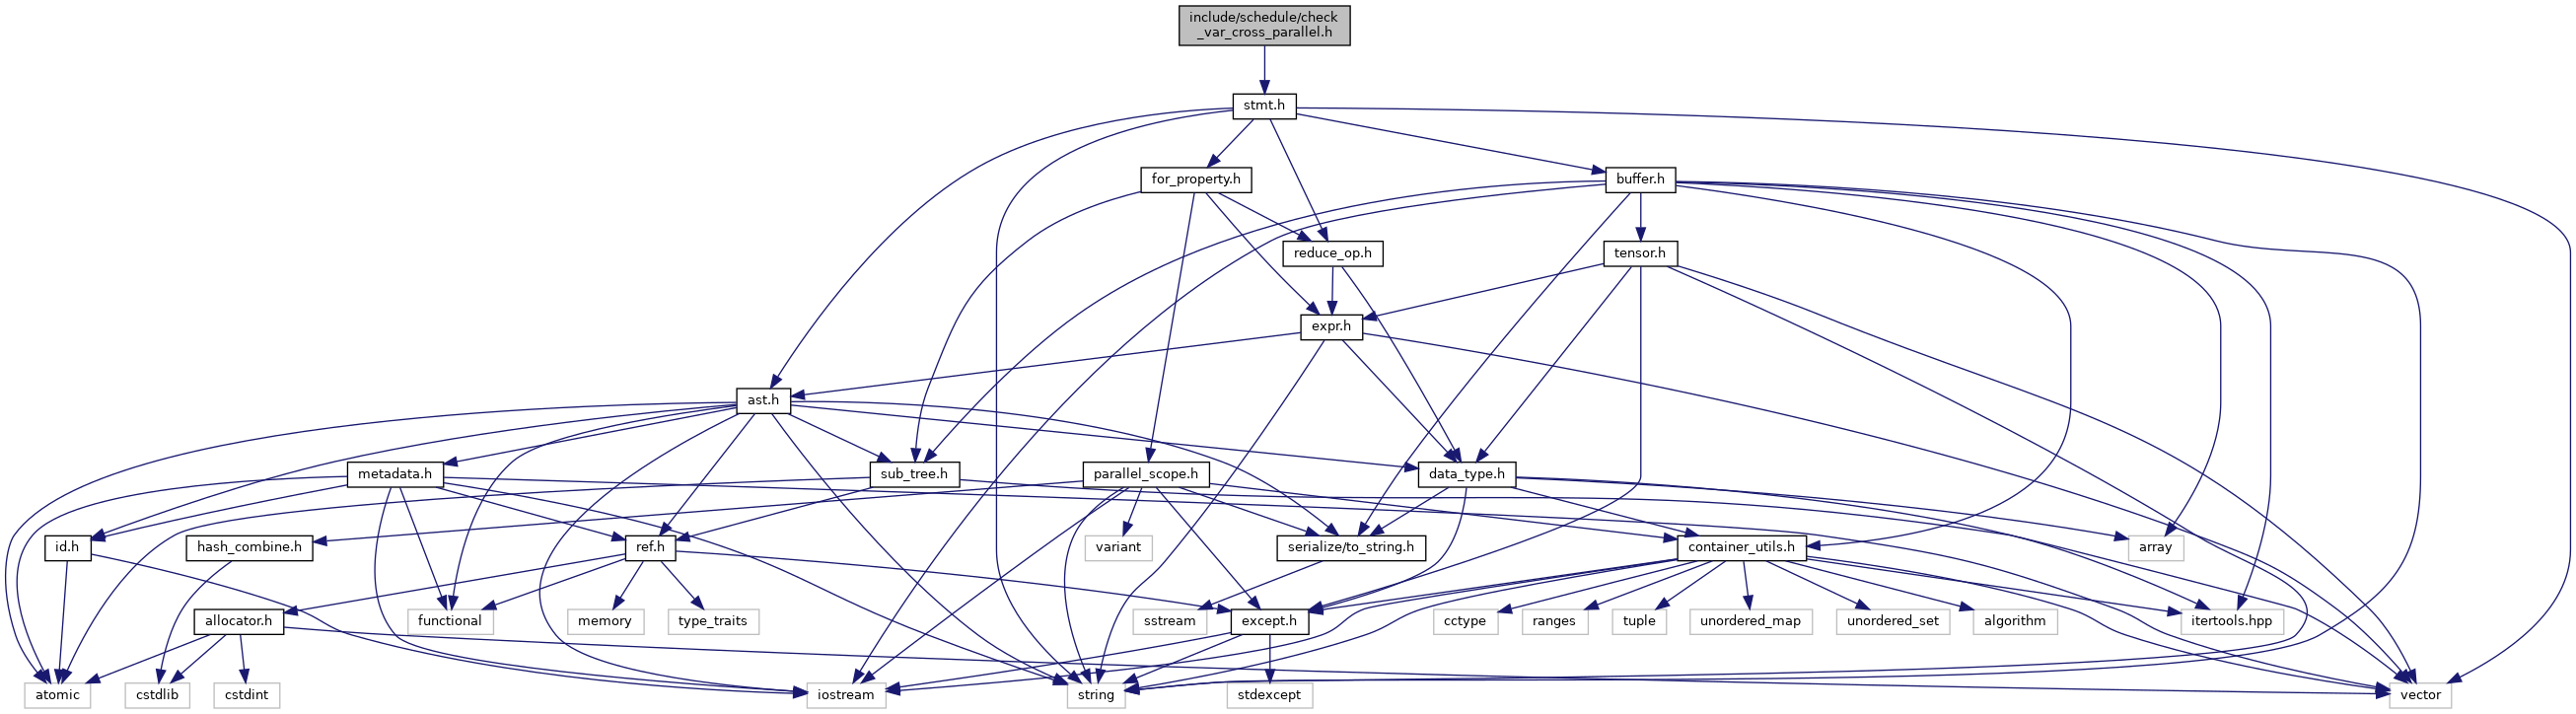 include/schedule/check
_var_cross_parallel.h
stmt.h
for_property.h
buffer.h
reduce_op.h
tensor.h
expr.h
ast.h
metadata.h
sub_tree.h
parallel_scope.h
data_type.h
id.h
hash_combine.h
ref.h
variant
serialize/to_string.h
container_utils.h
array
allocator.h
functional
memory
type_traits
sstream
except.h
cctype
ranges
tuple
unordered_map
unordered_set
algorithm
itertools.hpp
atomic
cstdlib
cstdint
iostream
string
stdexcept
vector